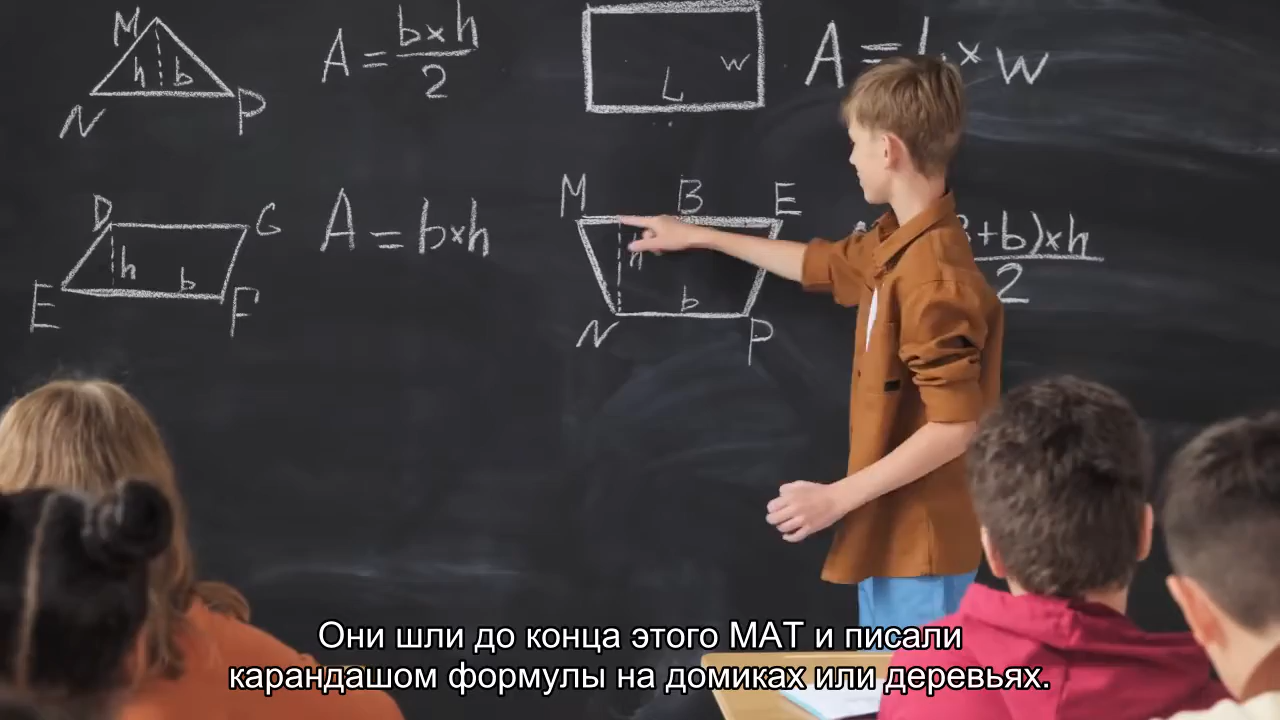 M
h b
N P
A = b×h
2
W
L
A = L × W
D G
h
b
E F
A = b×h
M B E
h
b
N P
+b)×h
2
Они шли до конца этого МАТ и писали
карандашом формулы на домиках или деревьях.